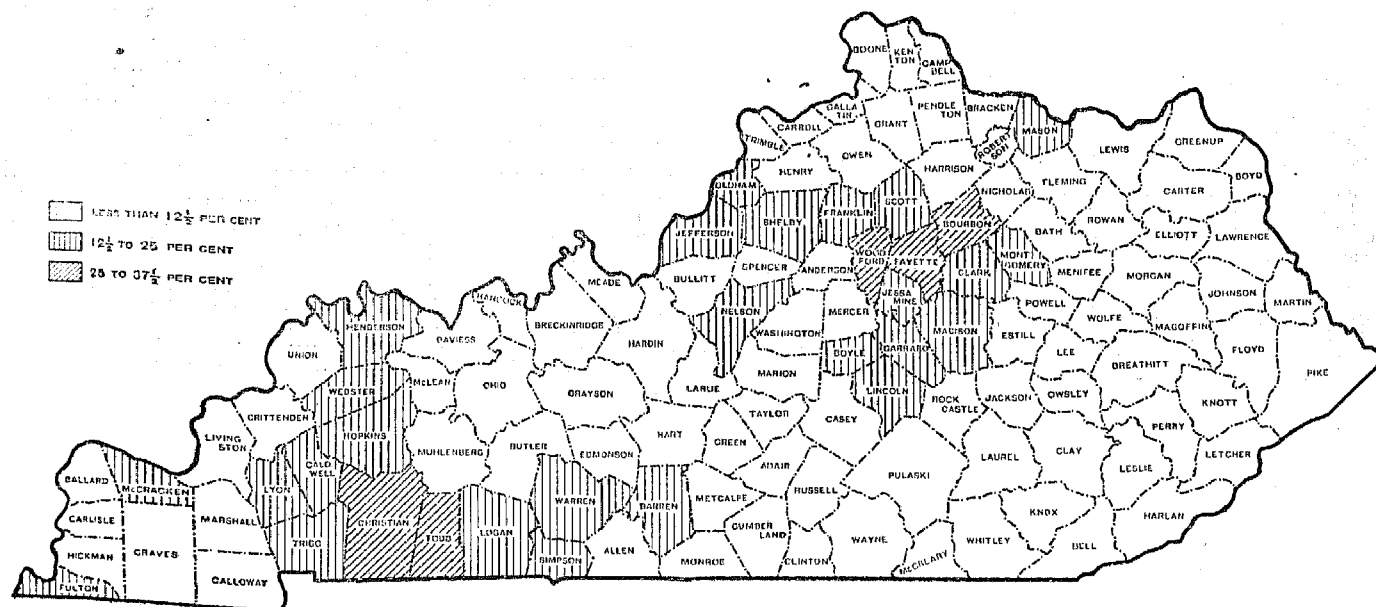 LESS THAN 12 1/2 PER CENT
12 1/2 TO 25 PER CENT
25 TO 37 1/2 PER CENT
BOONE
KEN
TON
CAMP
BELL
GALLA
TIN
GRANT
PENDLE
TON
BRACKEN
MASON
TRIMBLE
CARROLL
OWEN
ROBERT
SON
LEWIS
GREENUP
OLDHAM
HENRY
HARRISON
NICHOLAS
FLEMING
CARTER
BOYD
JEFFERSON
SHELBY
FRANKLIN
SCOTT
BOURBON
BATH
ROWAN
ELLIOTT
LAWRENCE
BULLITT
SPENCER
ANDERSON
WOOD
FORD
FAYETTE
CLARK
MONT
GOMERY
MENIFEE
MORGAN
JOHNSON
MARTIN
MEADE
HANCOCK
BRECKINRIDGE
HARDIN
NELSON
WASHINGTON
MERCER
JESSA
MINE
MADISON
POWELL
WOLFE
MAGOFFIN
FLOYD
PIKE
HENDERSON
UNION
DAVIESS
MARION
BOYLE
GARRARD
ESTILL
LEE
BREATHITT
WEBSTER
MCLEAN
OHIO
GRAYSON
LARUE
LINCOLN
ROCK
CASTLE
JACKSON
OWSLEY
KNOTT
CRITTENDEN
HOPKINS
MUHLENBERG
BUTLER
EDMONSON
HART
GREEN
TAYLOR
CASEY
PERRY
LETCHER
LIVING
STON
CALD
WELL
ADAIR
PULASKI
LAUREL
CLAY
LESLIE
BALLARD
MCCRACKEN
LYON
WARREN
BARREN
METCALFE
RUSSELL
KNOX
HARLAN
CARLISLE
MARSHALL
CHRISTIAN
TODD
LOGAN
CUMBER
LAND
HICKMAN
GRAVES
TRIGG
SIMPSON
ALLEN
MONROE
CLINTON
WAYNE
MCCREARY
WHITLEY
BELL
FULTON
CALLOWAY